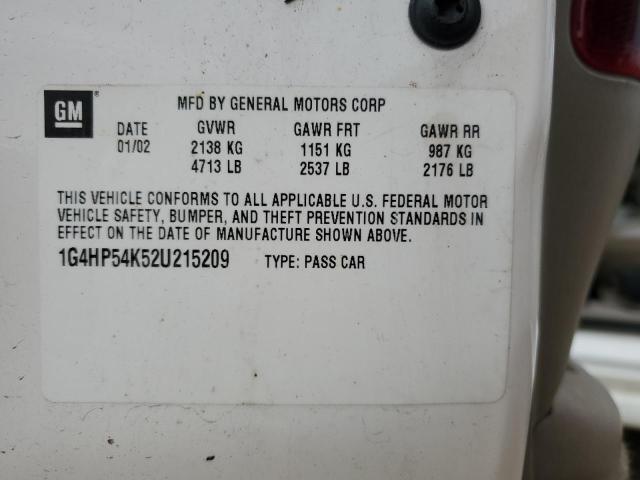 GM ®
MFD BY GENERAL MOTORS CORP
DATE GVWR GAWR FRT GAWR RR
01/02 2138 KG 1151 KG 987 KG
4713 LB 2537 LB 2176 LB
THIS VEHICLE CONFORMS TO ALL APPLICABLE U.S. FEDERAL MOTOR
VEHICLE SAFETY, BUMPER, AND THEFT PREVENTION STANDARDS IN
EFFECT ON THE DATE OF MANUFACTURE SHOWN ABOVE.
1G4HP54K52U215209 TYPE: PASS CAR